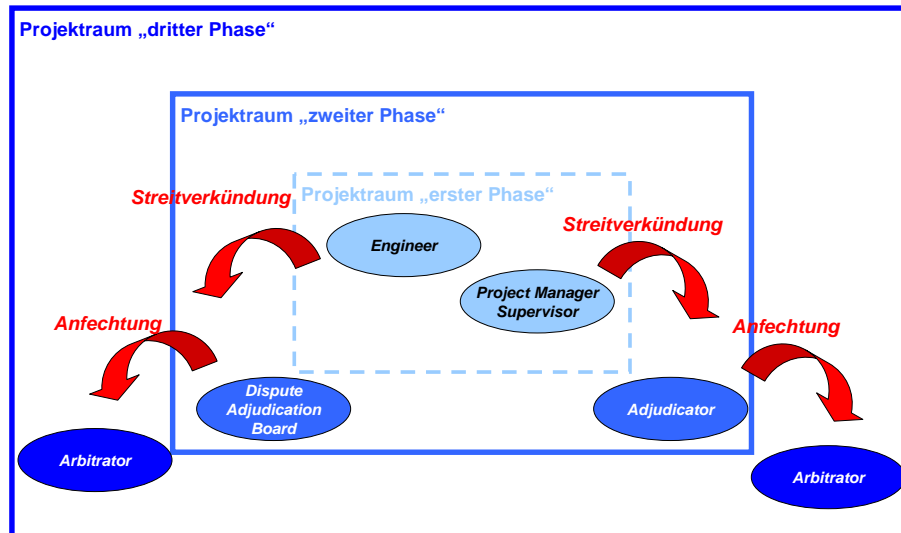 Projektraum „dritter Phase“
Projektraum „zweiter Phase“
Streitverkündung
Projektraum „erster Phase“
Streitverkündung
Engineer
Project Manager
Supervisor
Anfechtung
Anfechtung
Dispute
Adjudication
Board
Adjudicator
Arbitrator
Arbitrator